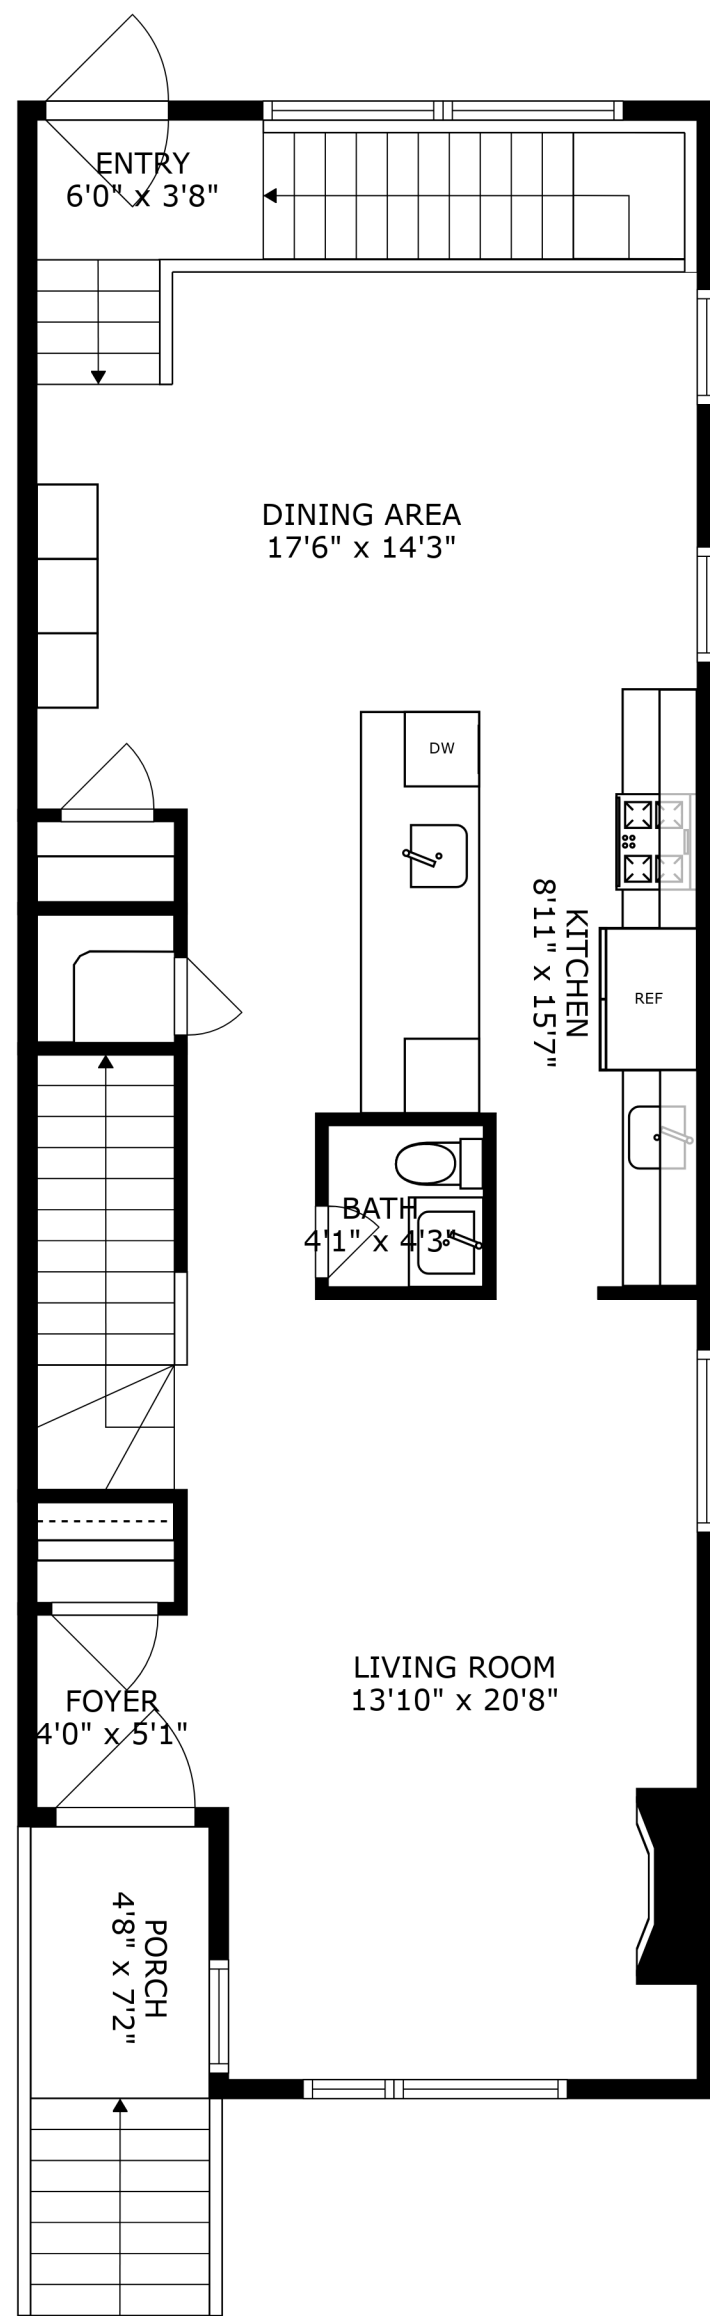 ENTRY
6'0" x 3'8"
DINING AREA
17'6" x 14'3"
DW
KITCHEN
8'11" x 15'7"
REF
BATH
4'1" x 4'3"
LIVING ROOM
13'10" x 20'8"
FOYER
4'0" x 5'1"
PORCH
4'8" x 7'2"